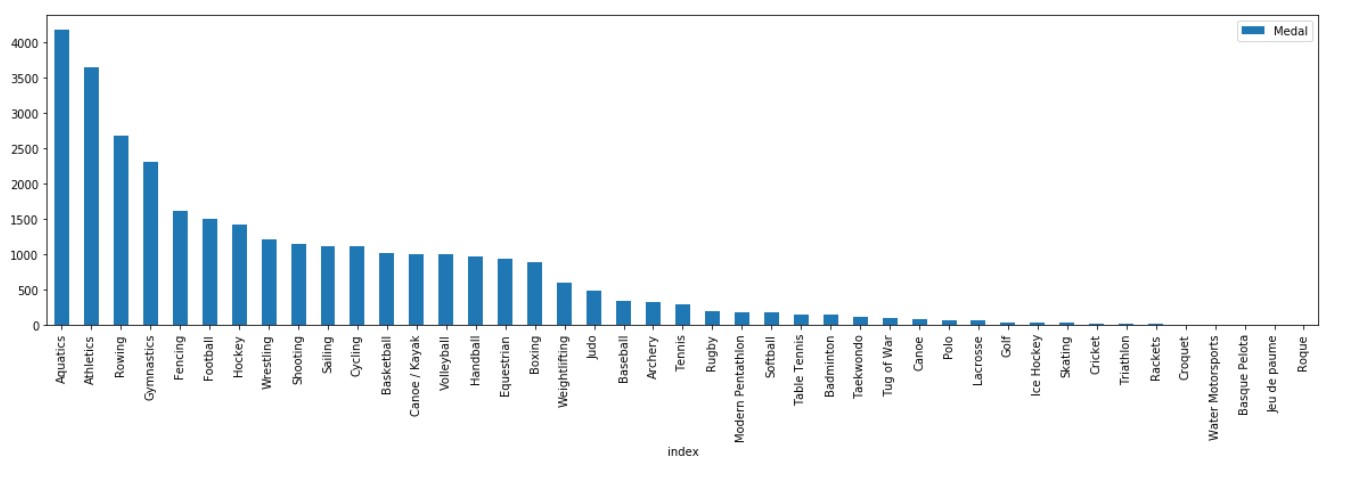 Medal
4000
3500
3000
2500
2000
1500
1000
500
0
Aquatics
Athletics
Rowing
Gymnastics
Fencing
Football
Hockey
Wrestling
Shooting
Sailing
Cycling
Basketball
Canoe / Kayak
Volleyball
Handball
Equestrian
Boxing
Weightlifting
Judo
Baseball
Archery
Tennis
Rugby
Modern Pentathlon
Softball
Table Tennis
Badminton
Taekwondo
Tug of War
Canoe
Polo
Lacrosse
Golf
Ice Hockey
Skating
Cricket
Triathlon
Rackets
Croquet
Water Motorsports
Basque Pelota
Jeu de paume
Roque
index